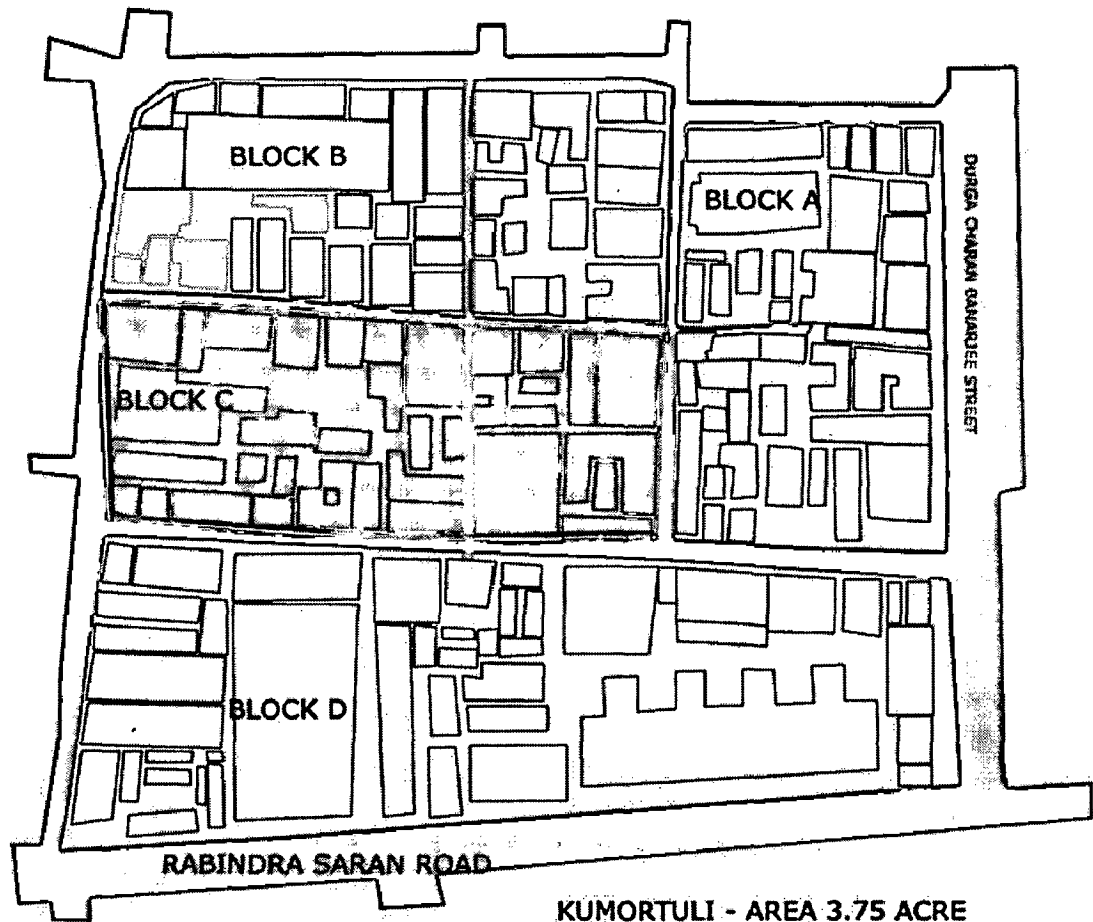 BLOCK B
BLOCK A
DURGA CHARAN BANARJEE STREET
BLOCK C
BLOCK D
RABINDRA SARAN ROAD
KUMORTULI - AREA 3.75 ACRE